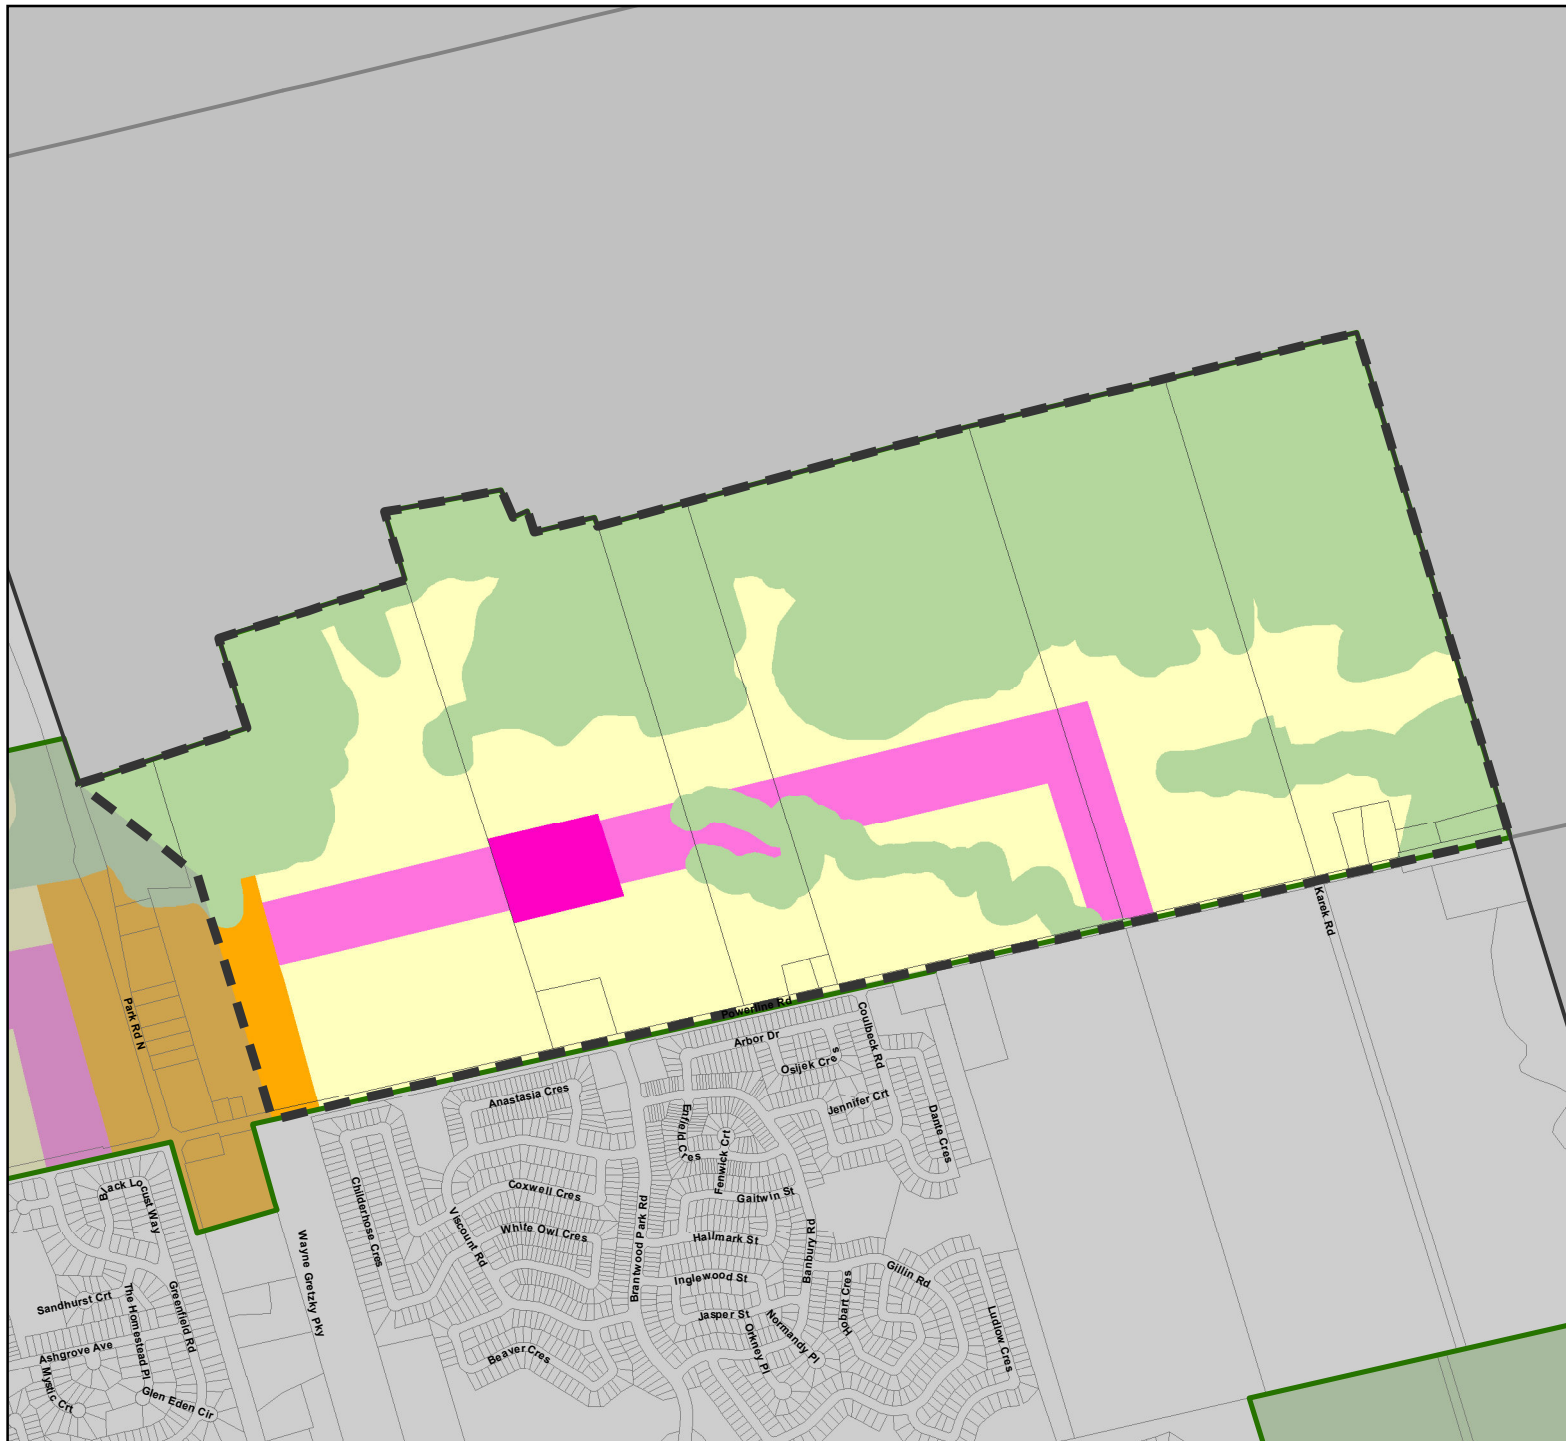 Powerline Rd
Karek Rd
Park Rd N
Arbor Dr
Coulbeck Rd
Osijek Cres
Anastasia Cres
Jennifer Crt
Enfield Cres
Dante Cres
Fenwick Crt
Black Locust Way
Coxwell Cres
Gaitwin St
Childerhose Cres
Viscount Rd
White Owl Cres
Brantwood Park Rd
Hallmark St
Banbury Rd
Wayne Gretzky Pky
Inglewood St
Gillin Rd
Sandhurst Crt
The Homestead Pl
Greenfield Rd
Jasper St
Hobart Cres
Normandy Pl
Orkney Pl
Ludlow Cres
Ashgrove Ave
Beaver Cres
Mystic Crt
Glen Eden Cir